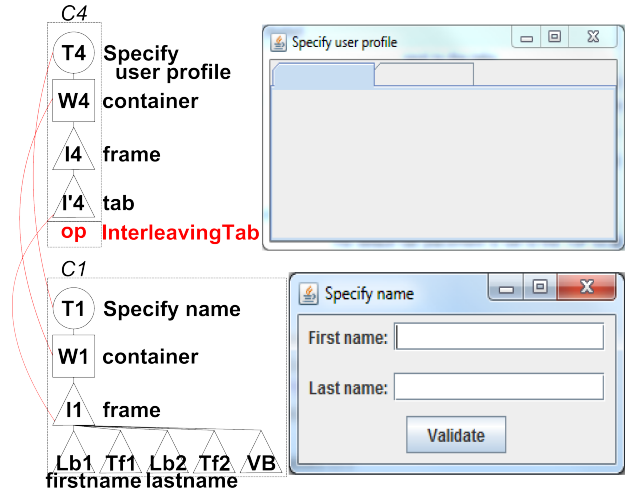 C4
T4 Specify
user profile
W4 container
I4 frame
I'4 tab
op InterleavingTab
Specify user profile
C1
T1 Specify name
W1 container
I1 frame
Lb1 Tf1 Lb2 Tf2 VB
firstname lastname
Specify name
First name:
Last name:
Validate